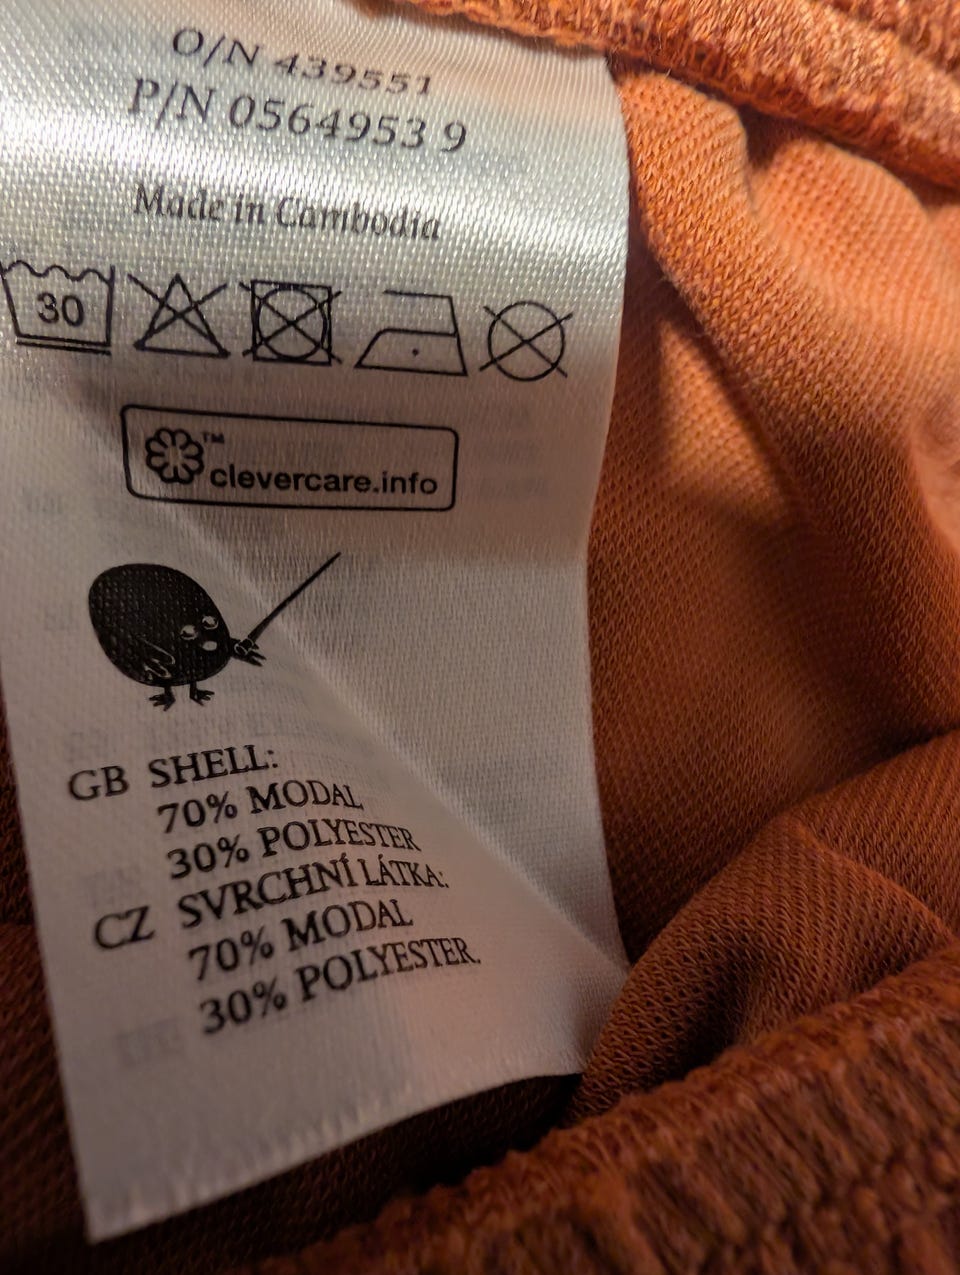 O/N 439551
P/N 0564953 9
Made in Cambodia
30
™
clevercare.info
GB SHELL:
70% MODAL
30% POLYESTER
CZ SVRCHNÍ LÁTKA:
70% MODAL
30% POLYESTER.